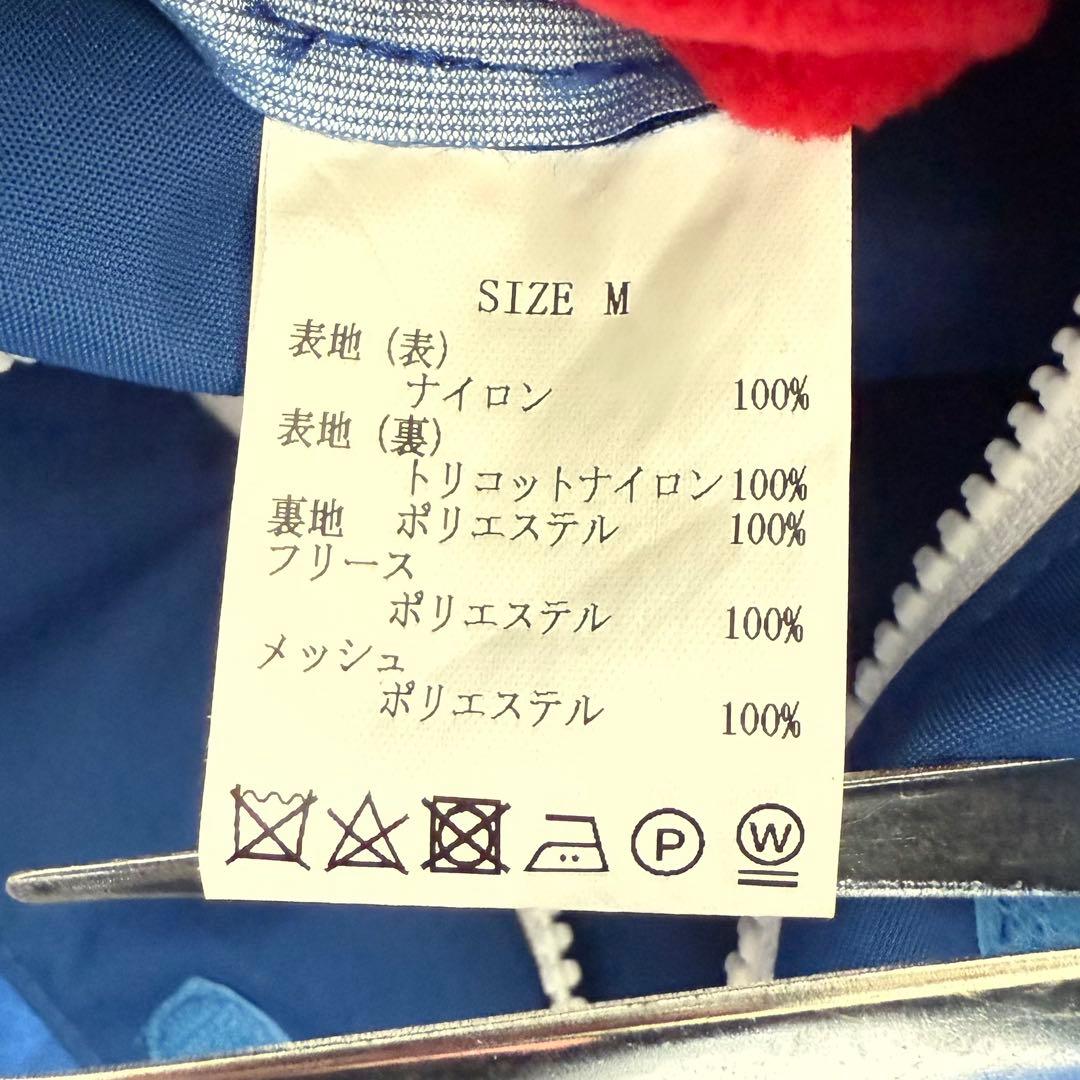 SIZE M
表地 (表)
ナイロン 100%
表地 (裏)
トリコットナイロン 100%
裏地 ポリエステル 100%
フリース
ポリエステル 100%
メッシュ
ポリエステル 100%
P W